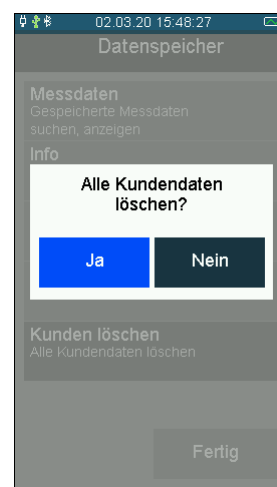 02.03.20 15:48:27
Datenspeicher
Messdaten
Gespeicherte Messdaten
suchen, anzeigen
Info
Alle Kundendaten
löschen?
Ja
Nein
Kunden löschen
Alle Kundendaten löschen
Fertig